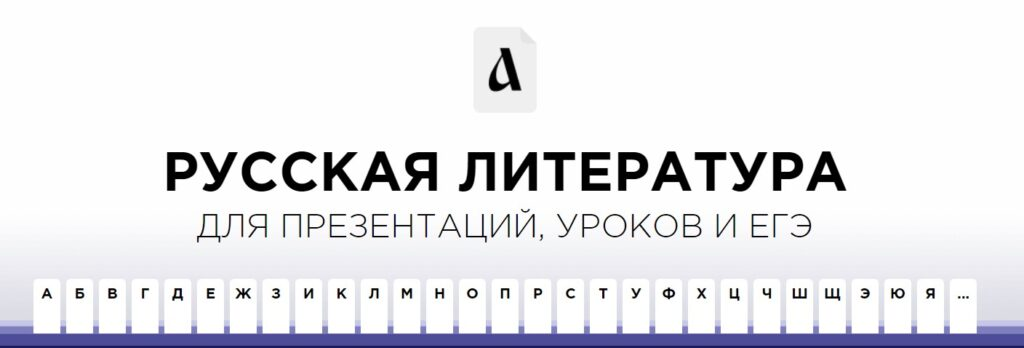 А
РУССКАЯ ЛИТЕРАТУРА
ДЛЯ ПРЕЗЕНТАЦИЙ, УРОКОВ И ЕГЭ
А Б В Г Д Е Ж З И К Л М Н О П Р С Т У Ф Х Ц Ч Ш Щ Э Ю Я ...